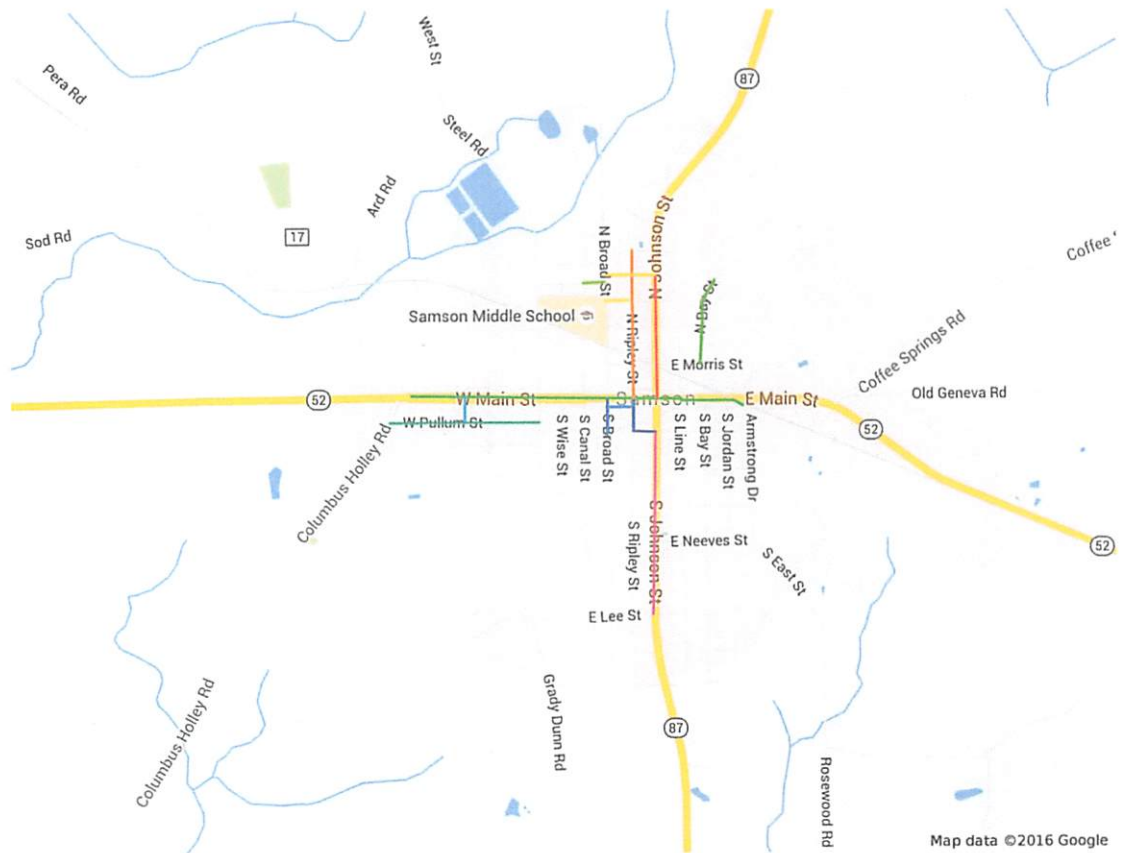 West St
87
Pera Rd
Steel Rd
Ard Rd
17
Sod Rd
N Broad St
N Johnson St
Coffee
N Bay St
Samson Middle School
N Ripley St
E Morris St
Coffee Springs Rd
52
W Main St
Samson
E Main St
Old Geneva Rd
52
W Pullum St
Columbus Holley Rd
S Wise St
S Canal St
S Broad St
S Line St
S Bay St
S Jordan St
Armstrong Dr
S Johnson St
S Ripley St
E Neeves St
52
S East St
E Lee St
Columbus Holley Rd
Grady Dunn Rd
87
Rosewood Rd
Map data ©2016 Google